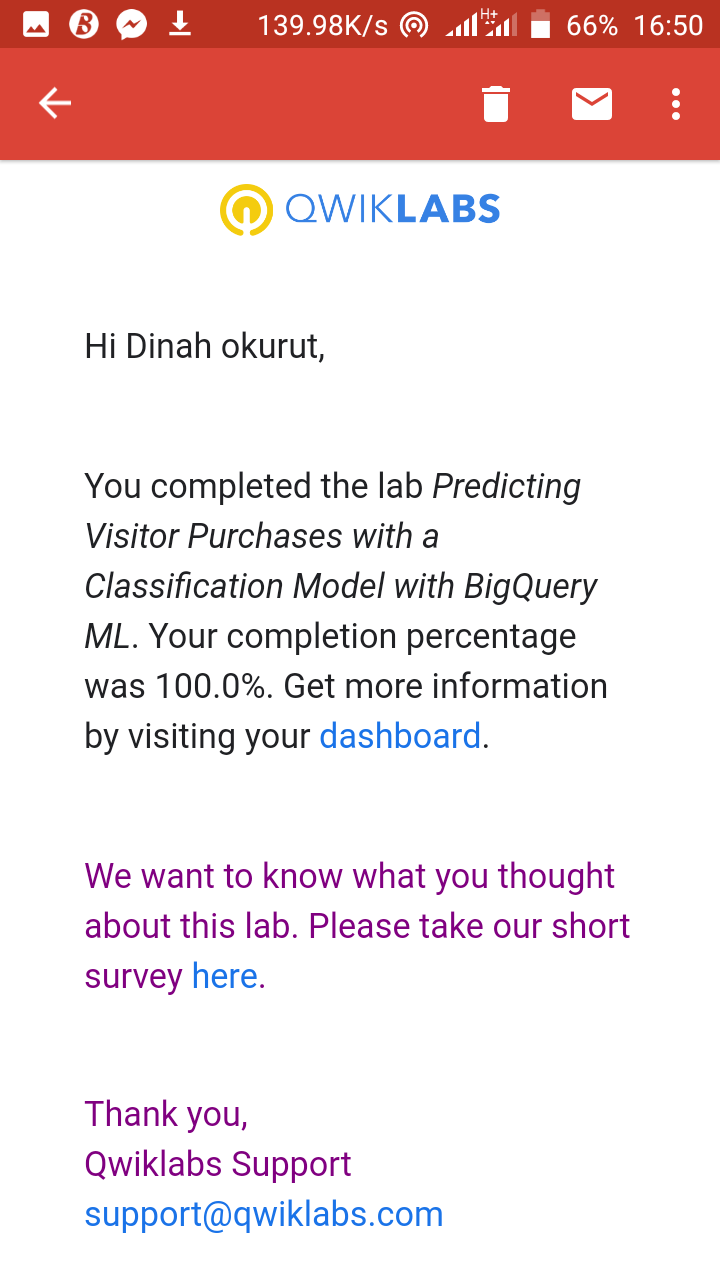 139.98K/s H+ 66% 16:50
QWIKLABS
Hi Dinah okurut,
You completed the lab Predicting
Visitor Purchases with a
Classification Model with BigQuery
ML. Your completion percentage
was 100.0%. Get more information
by visiting your dashboard.
We want to know what you thought
about this lab. Please take our short
survey here.
Thank you,
Qwiklabs Support
support@qwiklabs.com